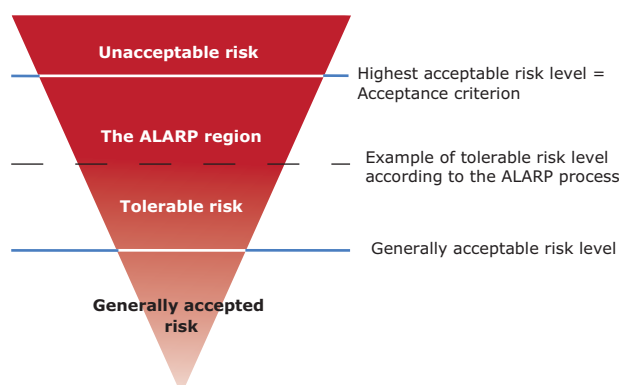 Unacceptable risk
Highest acceptable risk level =
Acceptance criterion
The ALARP region
Example of tolerable risk level
according to the ALARP process
Tolerable risk
Generally acceptable risk level
Generally accepted
risk